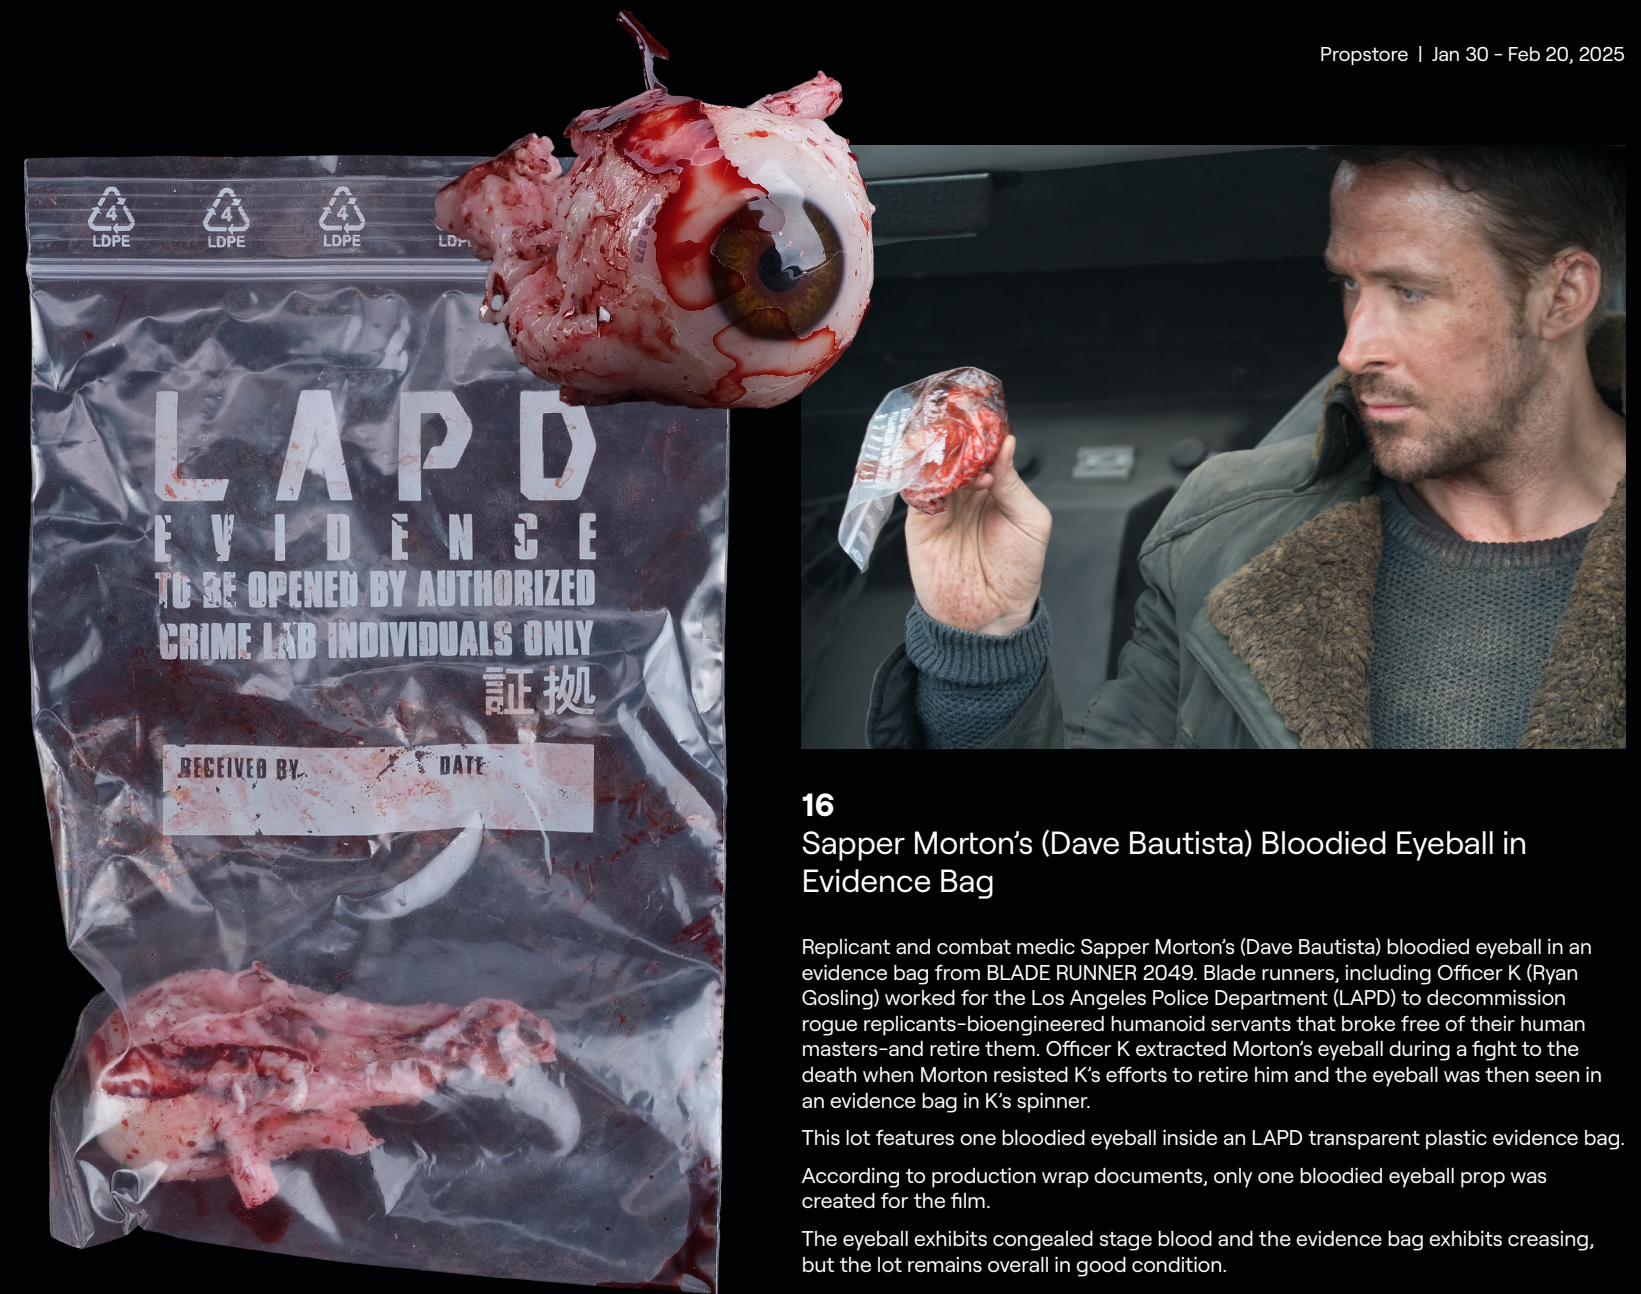 Propstore | Jan 30 - Feb 20, 2025
4 4 4
LDPE LDPE LDPE
LAPD
EVIDENCE
TO BE OPENED BY AUTHORIZED
CRIME LAB INDIVIDUALS ONLY
証拠
RECEIVED BY DATE
16
Sapper Morton’s (Dave Bautista) Bloodied Eyeball in
Evidence Bag
Replicant and combat medic Sapper Morton’s (Dave Bautista) bloodied eyeball in an
evidence bag from BLADE RUNNER 2049. Blade runners, including Officer K (Ryan
Gosling) worked for the Los Angeles Police Department (LAPD) to decommission
rogue replicants–bioengineered humanoid servants that broke free of their human
masters–and retire them. Officer K extracted Morton’s eyeball during a fight to the
death when Morton resisted K’s efforts to retire him and the eyeball was then seen in
an evidence bag in K’s spinner.
This lot features one bloodied eyeball inside an LAPD transparent plastic evidence bag.
According to production wrap documents, only one bloodied eyeball prop was
created for the film.
The eyeball exhibits congealed stage blood and the evidence bag exhibits creasing,
but the lot remains overall in good condition.